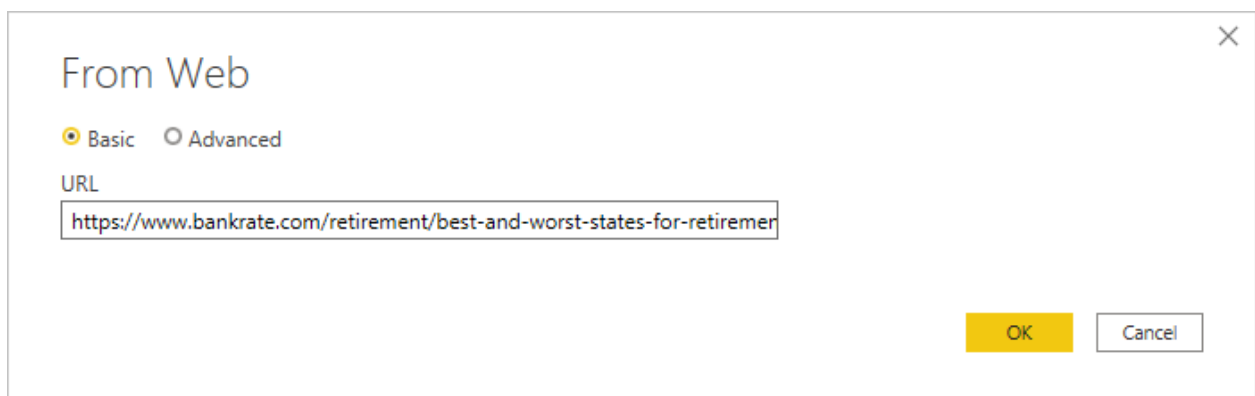 From Web
Basic Advanced
URL
https://www.bankrate.com/retirement/best-and-worst-states-for-retiremen
OK Cancel